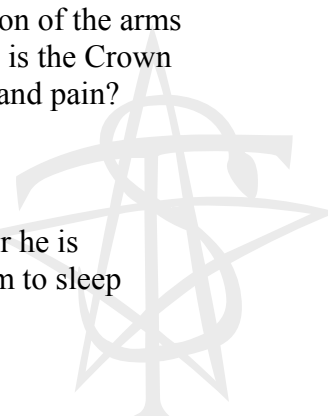 on of the arms
is the Crown
and pain?
r he is
m to sleep